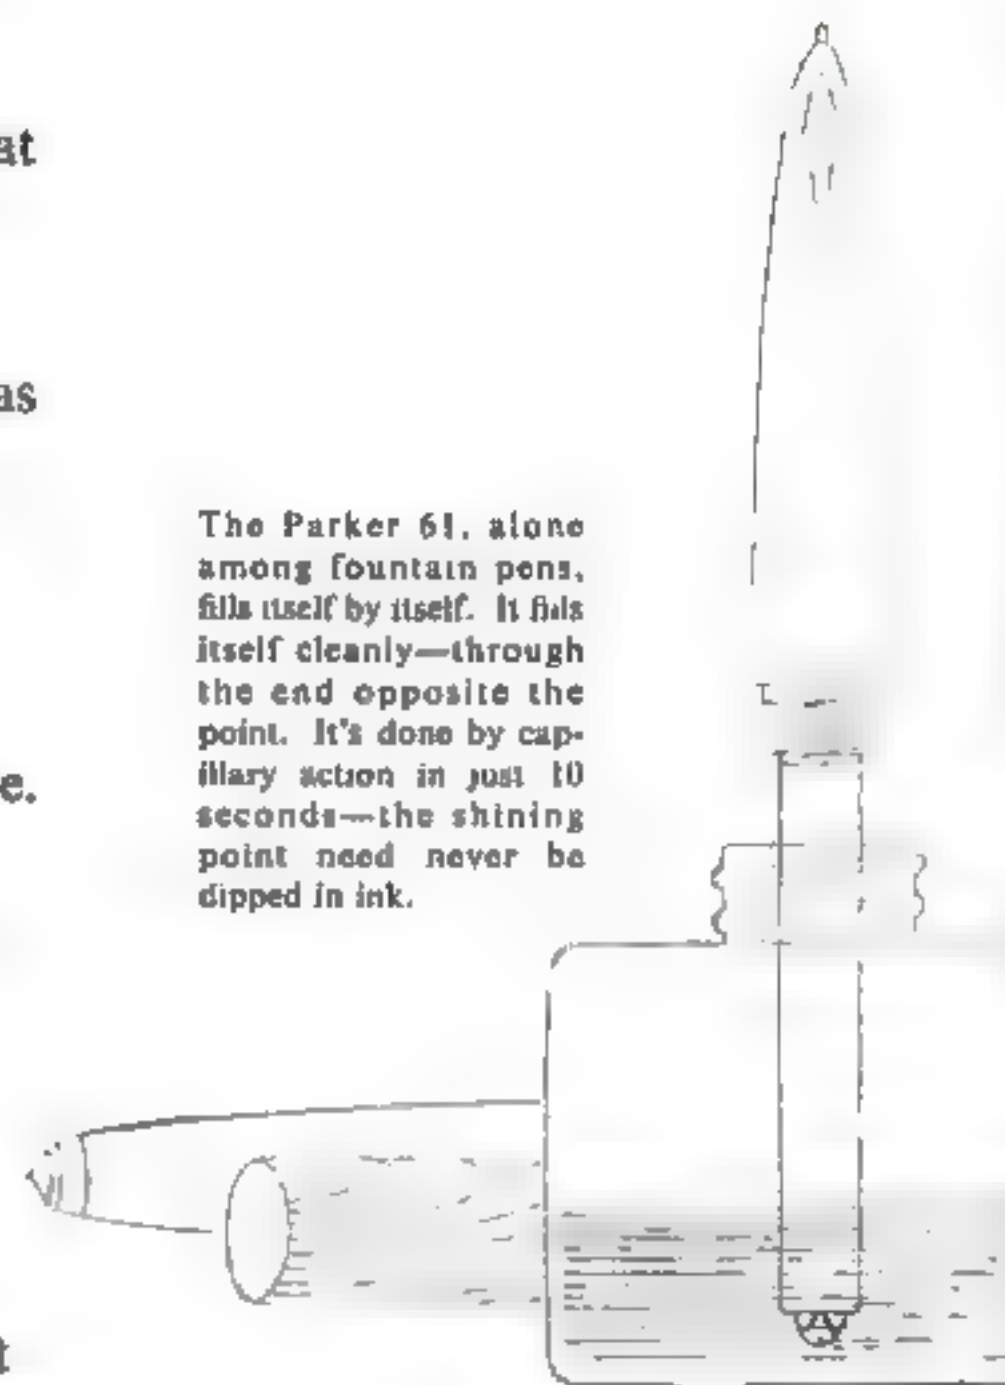 at
as
The Parker 61, alone
among fountain pens,
fills itself by itself. It fills
itself cleanly—through
the end opposite the
point. It's done by cap-
illary action in just 10
seconds—the shining
point need never be
dipped in ink.
e.
t